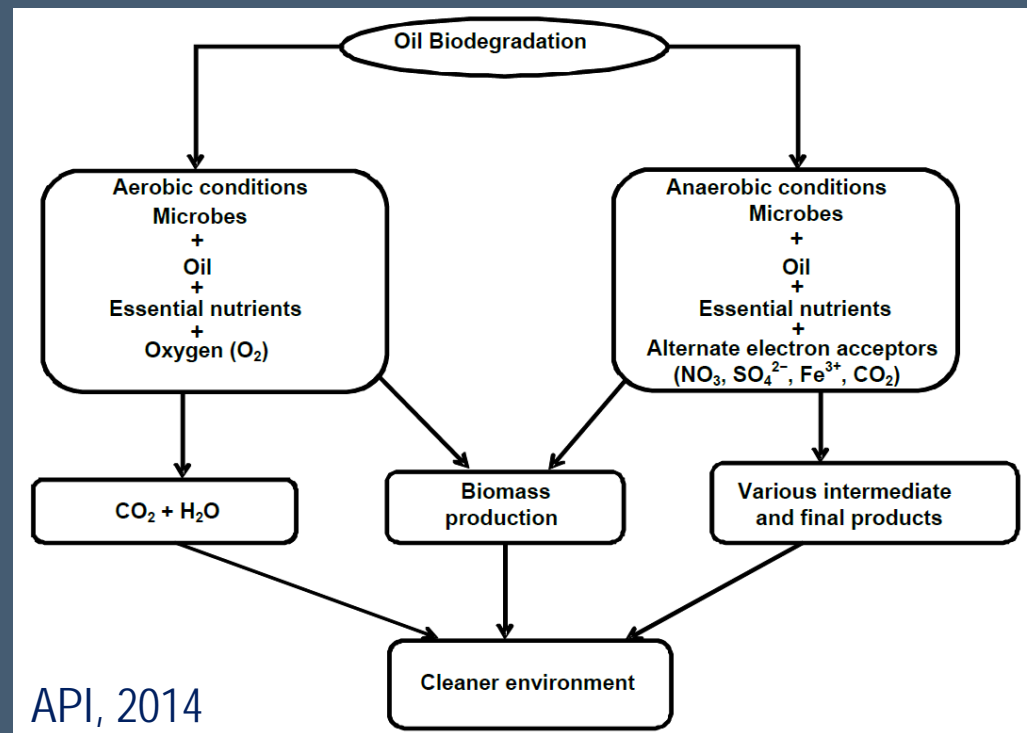 Oil Biodegradation
Aerobic conditions
Microbes
+
Oil
+
Essential nutrients
+
Oxygen (O₂)
Anaerobic conditions
Microbes
+
Oil
+
Essential nutrients
+
Alternate electron acceptors
(NO₃, SO₄²⁻, Fe³⁺, CO₂)
CO₂ + H₂O
Biomass
production
Various intermediate
and final products
Cleaner environment
API, 2014